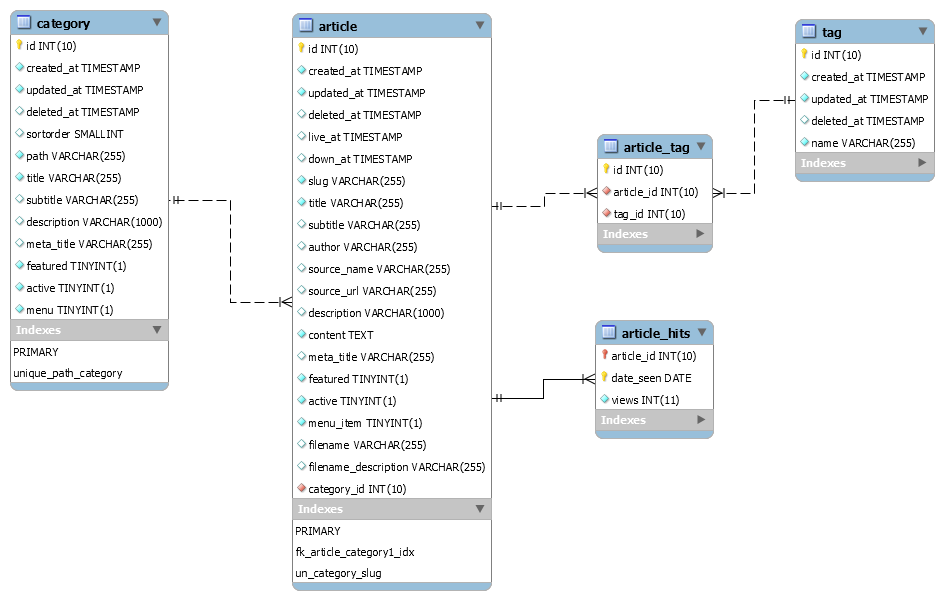 category
id INT(10)
created_at TIMESTAMP
updated_at TIMESTAMP
deleted_at TIMESTAMP
sortorder SMALLINT
path VARCHAR(255)
title VARCHAR(255)
subtitle VARCHAR(255)
description VARCHAR(1000)
meta_title VARCHAR(255)
featured TINYINT(1)
active TINYINT(1)
menu TINYINT(1)
Indexes
PRIMARY
unique_path_category
article
id INT(10)
created_at TIMESTAMP
updated_at TIMESTAMP
deleted_at TIMESTAMP
live_at TIMESTAMP
down_at TIMESTAMP
slug VARCHAR(255)
title VARCHAR(255)
subtitle VARCHAR(255)
author VARCHAR(255)
source_name VARCHAR(255)
source_url VARCHAR(255)
description VARCHAR(1000)
content TEXT
meta_title VARCHAR(255)
featured TINYINT(1)
active TINYINT(1)
menu_item TINYINT(1)
filename VARCHAR(255)
filename_description VARCHAR(255)
category_id INT(10)
Indexes
PRIMARY
fk_article_category1_idx
un_category_slug
article_tag
id INT(10)
article_id INT(10)
tag_id INT(10)
Indexes
article_hits
article_id INT(10)
date_seen DATE
views INT(11)
Indexes
tag
id INT(10)
created_at TIMESTAMP
updated_at TIMESTAMP
deleted_at TIMESTAMP
name VARCHAR(255)
Indexes